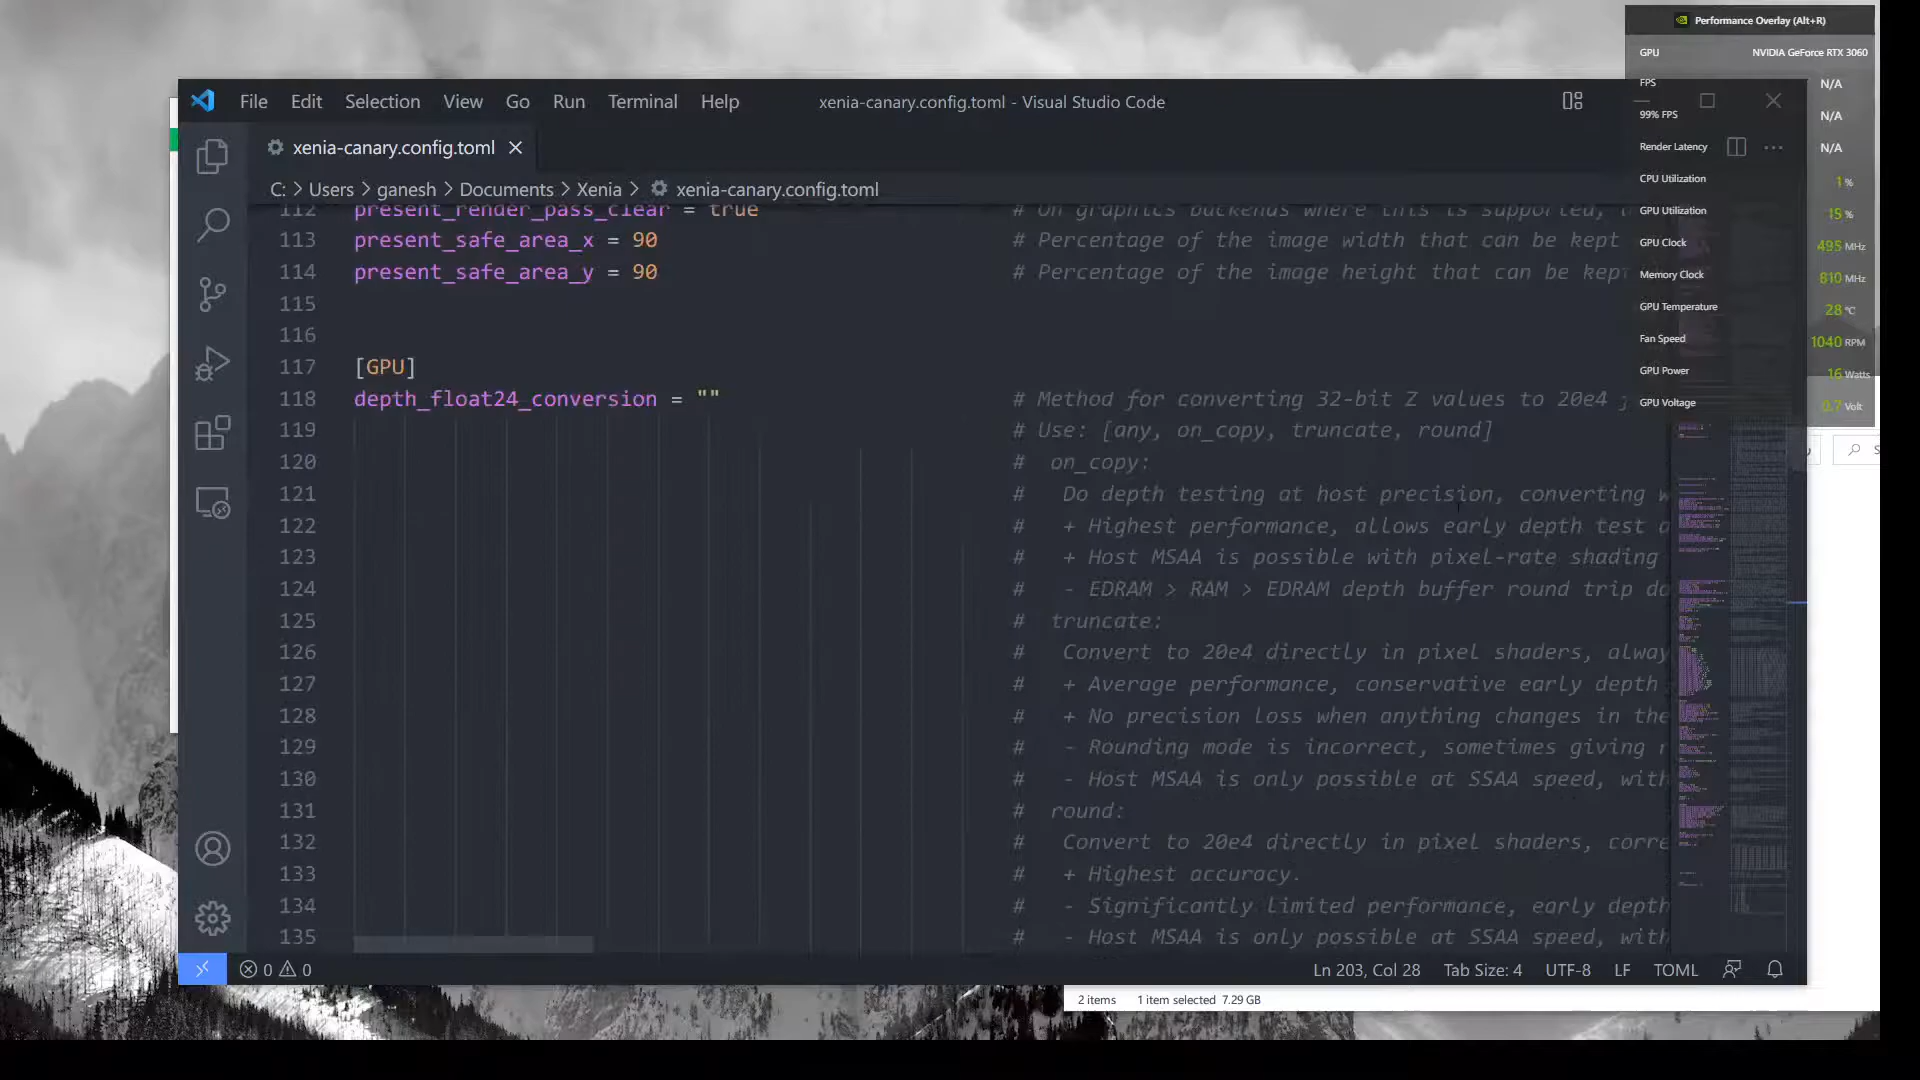 Performance Overlay (Alt+R)
GPU NVIDIA GeForce RTX 3060
FPS N/A
99% FPS N/A
Render Latency N/A
CPU Utilization 1 %
GPU Utilization 15 %
GPU Clock 495 MHz
Memory Clock 810 MHz
GPU Temperature 28 °C
Fan Speed 1040 RPM
GPU Power 16 Watts
GPU Voltage 0.7 Volt
File Edit Selection View Go Run Terminal Help xenia-canary.config.toml - Visual Studio Code
xenia-canary.config.toml
C: > Users > ganesh > Documents > Xenia > xenia-canary.config.toml
112 present_render_pass_clear = true # On graphics backends where this is supported,
113 present_safe_area_x = 90 # Percentage of the image width that can be kept
114 present_safe_area_y = 90 # Percentage of the image height that can be kept
115
116
117 [GPU]
118 depth_float24_conversion = "" # Method for converting 32-bit Z values to 20e4
119 # Use: [any, on_copy, truncate, round]
120 # on_copy:
121 # Do depth testing at host precision, converting w
122 # + Highest performance, allows early depth test a
123 # + Host MSAA is possible with pixel-rate shading
124 # - EDRAM > RAM > EDRAM depth buffer round trip do
125 # truncate:
126 # Convert to 20e4 directly in pixel shaders, alway
127 # + Average performance, conservative early depth
128 # + No precision loss when anything changes in the
129 # - Rounding mode is incorrect, sometimes giving
130 # - Host MSAA is only possible at SSAA speed, with
131 # round:
132 # Convert to 20e4 directly in pixel shaders, corre
133 # + Highest accuracy.
134 # - Significantly limited performance, early depth
135 # - Host MSAA is only possible at SSAA speed, with
0 0 Ln 203, Col 28 Tab Size: 4 UTF-8 LF TOML
2 items 1 item selected 7.29 GB